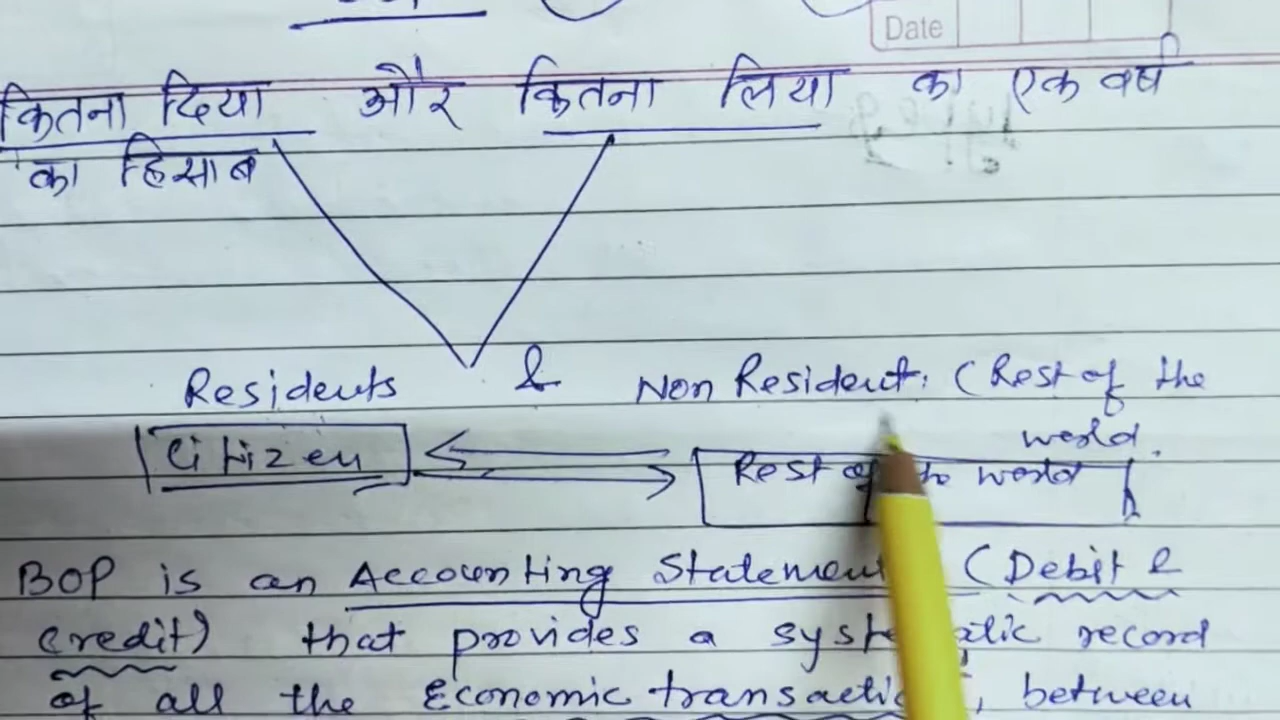 Date
कितना दिया और कितना लिया का एक वर्ष
का हिसाब
Residents & Non Resident. (Rest of the
world.
Citizen
Rest of to world
BOP is an Accounting Statement (Debit &
Credit) that provides a systematic record
of all the Economic transactions, between